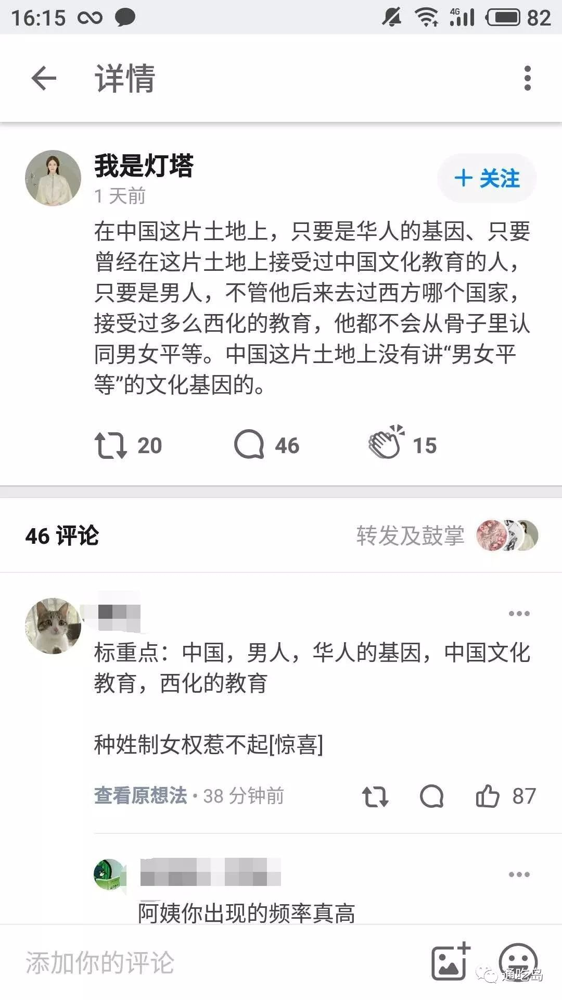 16:15
4G
82
详情
我是灯塔
1 天前
+ 关注
在中国这片土地上，只要是华人的基因、只要
曾经在这片土地上接受过中国文化教育的人，
只要是男人，不管他后来去过西方哪个国家，
接受过多么西化的教育，他都不会从骨子里认
同男女平等。中国这片土地上没有讲“男女平
等”的文化基因的。
20
46
15
46 评论
转发及鼓掌
标重点：中国，男人，华人的基因，中国文化
教育，西化的教育
种姓制女权惹不起[惊喜]
查看原想法 · 38 分钟前
87
阿姨你出现的频率真高
添加你的评论
通吃岛